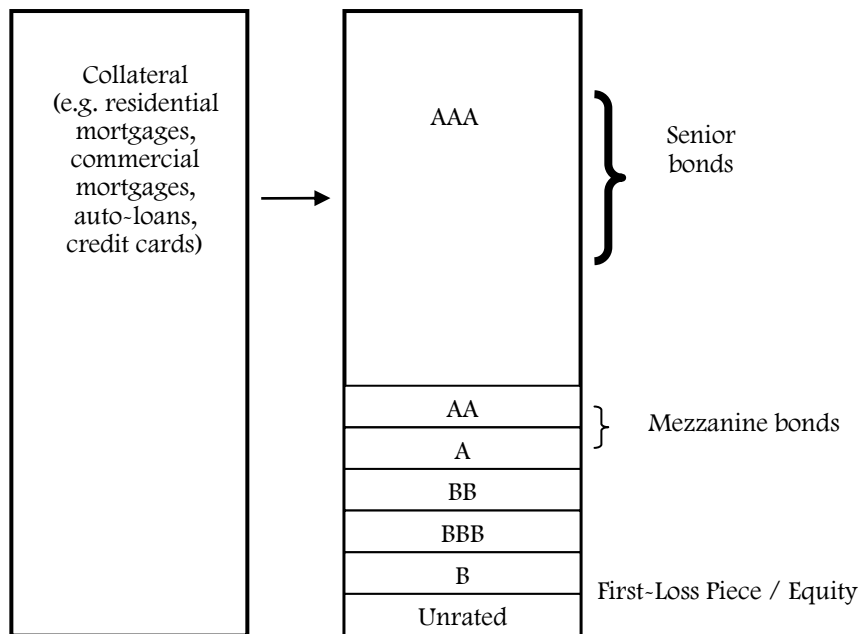 Collateral
(e.g. residential
mortgages,
commercial
mortgages,
auto-loans,
credit cards)
AAA
Senior
bonds
AA
Mezzanine bonds
A
BB
BBB
B
First-Loss Piece / Equity
Unrated